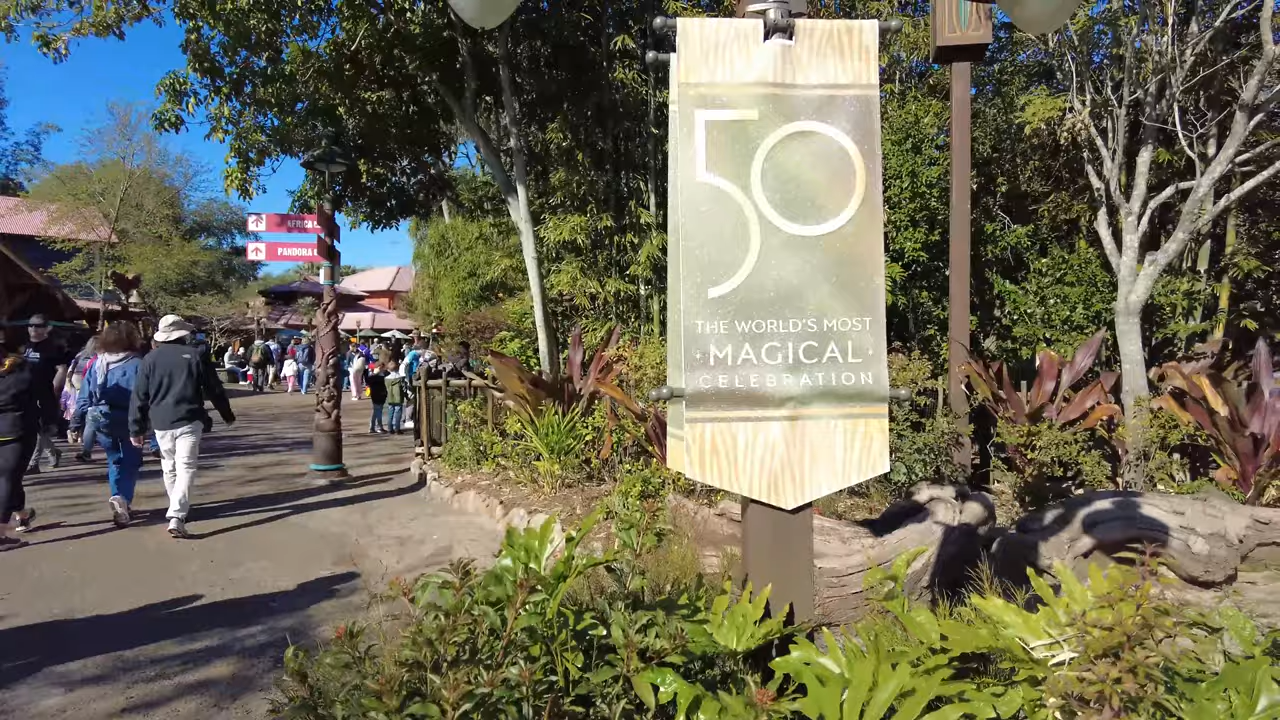 AFRICA
PANDORA
50
THE WORLD'S MOST
MAGICAL
CELEBRATION